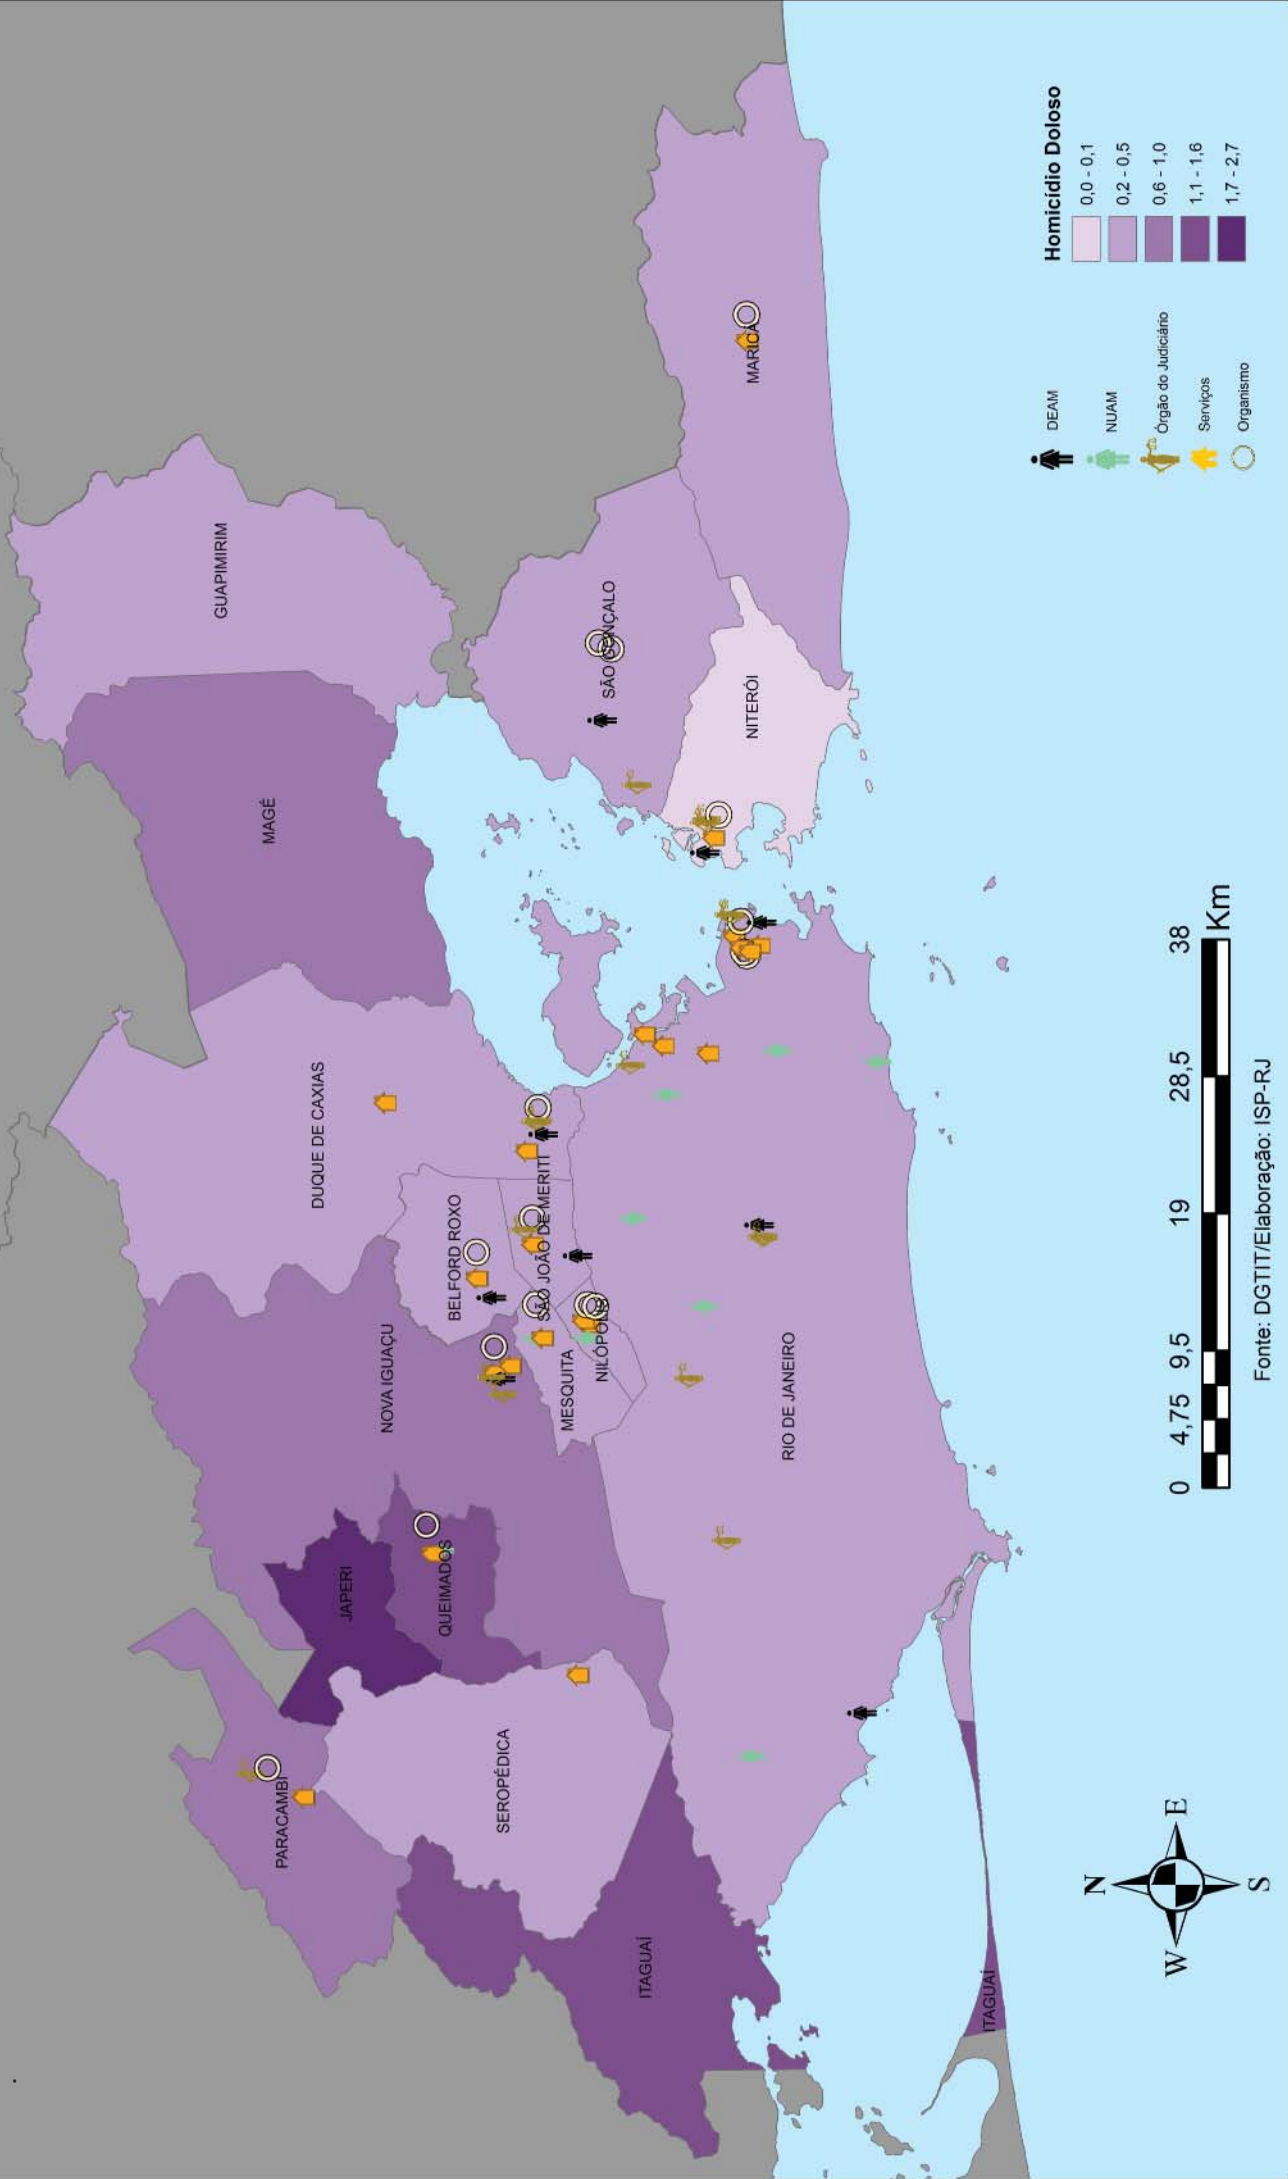 GUAPIMIRIM
MAGÉ
DUQUE DE CAXIAS
PARACAMBI
JAPERI
NOVA IGUAÇU
QUEIMADOS
BELFORD ROXO
SEROPÉDICA
SÃO JOÃO DE MERITI
MESQUITA
NILÓPOLIS
SÃO GONÇALO
ITAGUAÍ
NITERÓI
MARICÁ
RIO DE JANEIRO
ITAGUAÍ
N
W E
S
0 4,75 9,5 19 28,5 38
Km
Fonte: DGTIT/Elaboração: ISP-RJ
DEAM
NUAM
Órgão do Judiciário
Serviços
Organismo
Homicídio Doloso
0,0 - 0,1
0,2 - 0,5
0,6 - 1,0
1,1 - 1,6
1,7 - 2,7